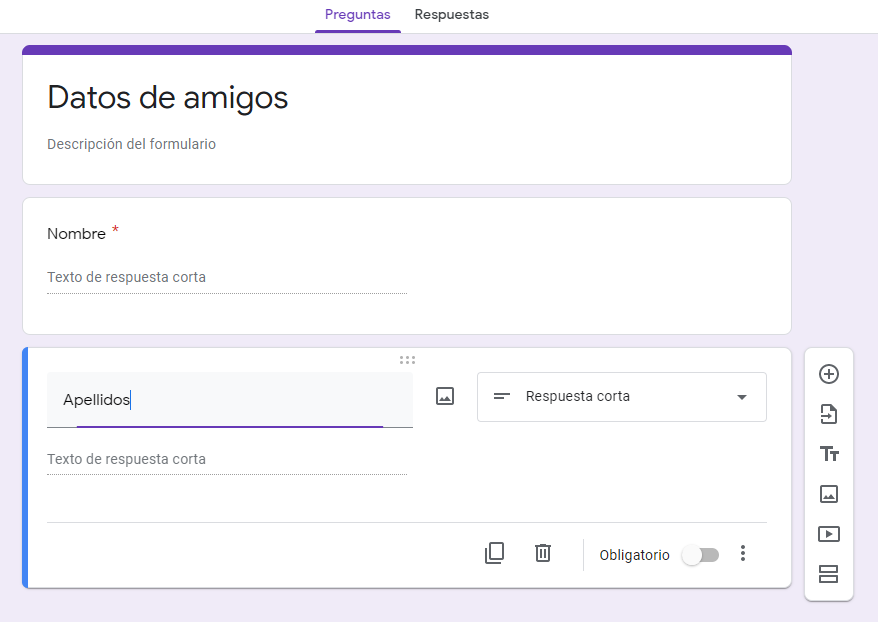 Preguntas Respuestas
Datos de amigos
Descripción del formulario
Nombre *
Texto de respuesta corta
Apellidos
Respuesta corta
Texto de respuesta corta
Obligatorio